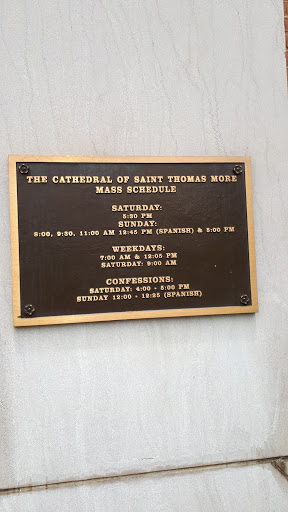 THE CATHEDRAL OF SAINT THOMAS MORE
MASS SCHEDULE
SATURDAY:
5:30 PM
SUNDAY:
8:00, 9:30, 11:00 AM 12:45 PM (SPANISH) & 5:00 PM
WEEKDAYS:
7:00 AM & 12:05 PM
SATURDAY: 9:00 AM
CONFESSIONS:
SATURDAY: 4:00 - 5:00 PM
SUNDAY 12:00 - 12:25 (SPANISH)